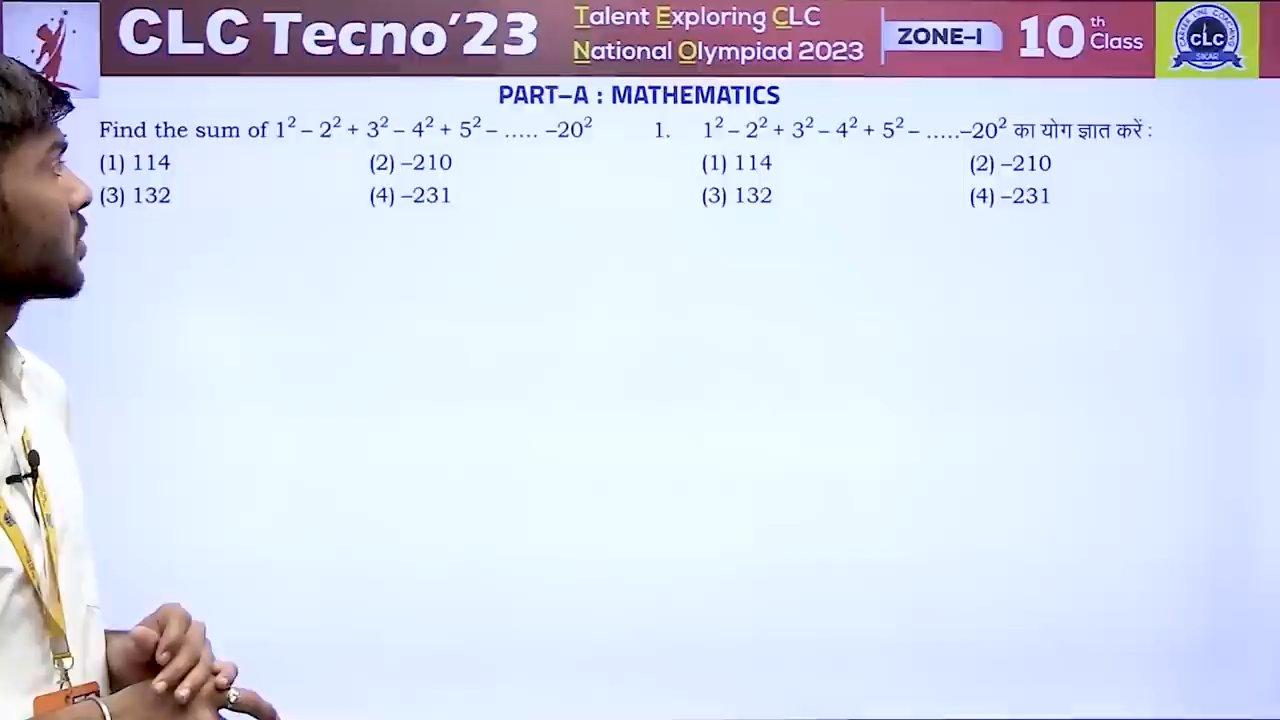 CLC Tecno'23
Talent Exploring CLC
National Olympiad 2023
ZONE–I
10th Class
CLC
SIKAR
PART–A : MATHEMATICS
Find the sum of 1² – 2² + 3² – 4² + 5² – ..... –20²
(1) 114 (2) –210
(3) 132 (4) –231
1. 1² – 2² + 3² – 4² + 5² – .....–20² का योग ज्ञात करें :
(1) 114 (2) –210
(3) 132 (4) –231